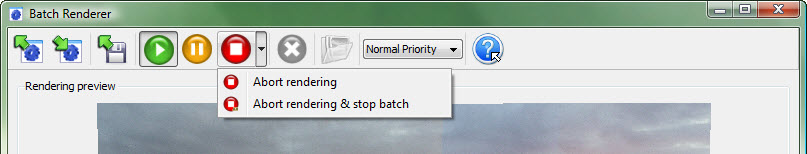 Batch Renderer
Normal Priority
Abort rendering
Abort rendering & stop batch
Rendering preview